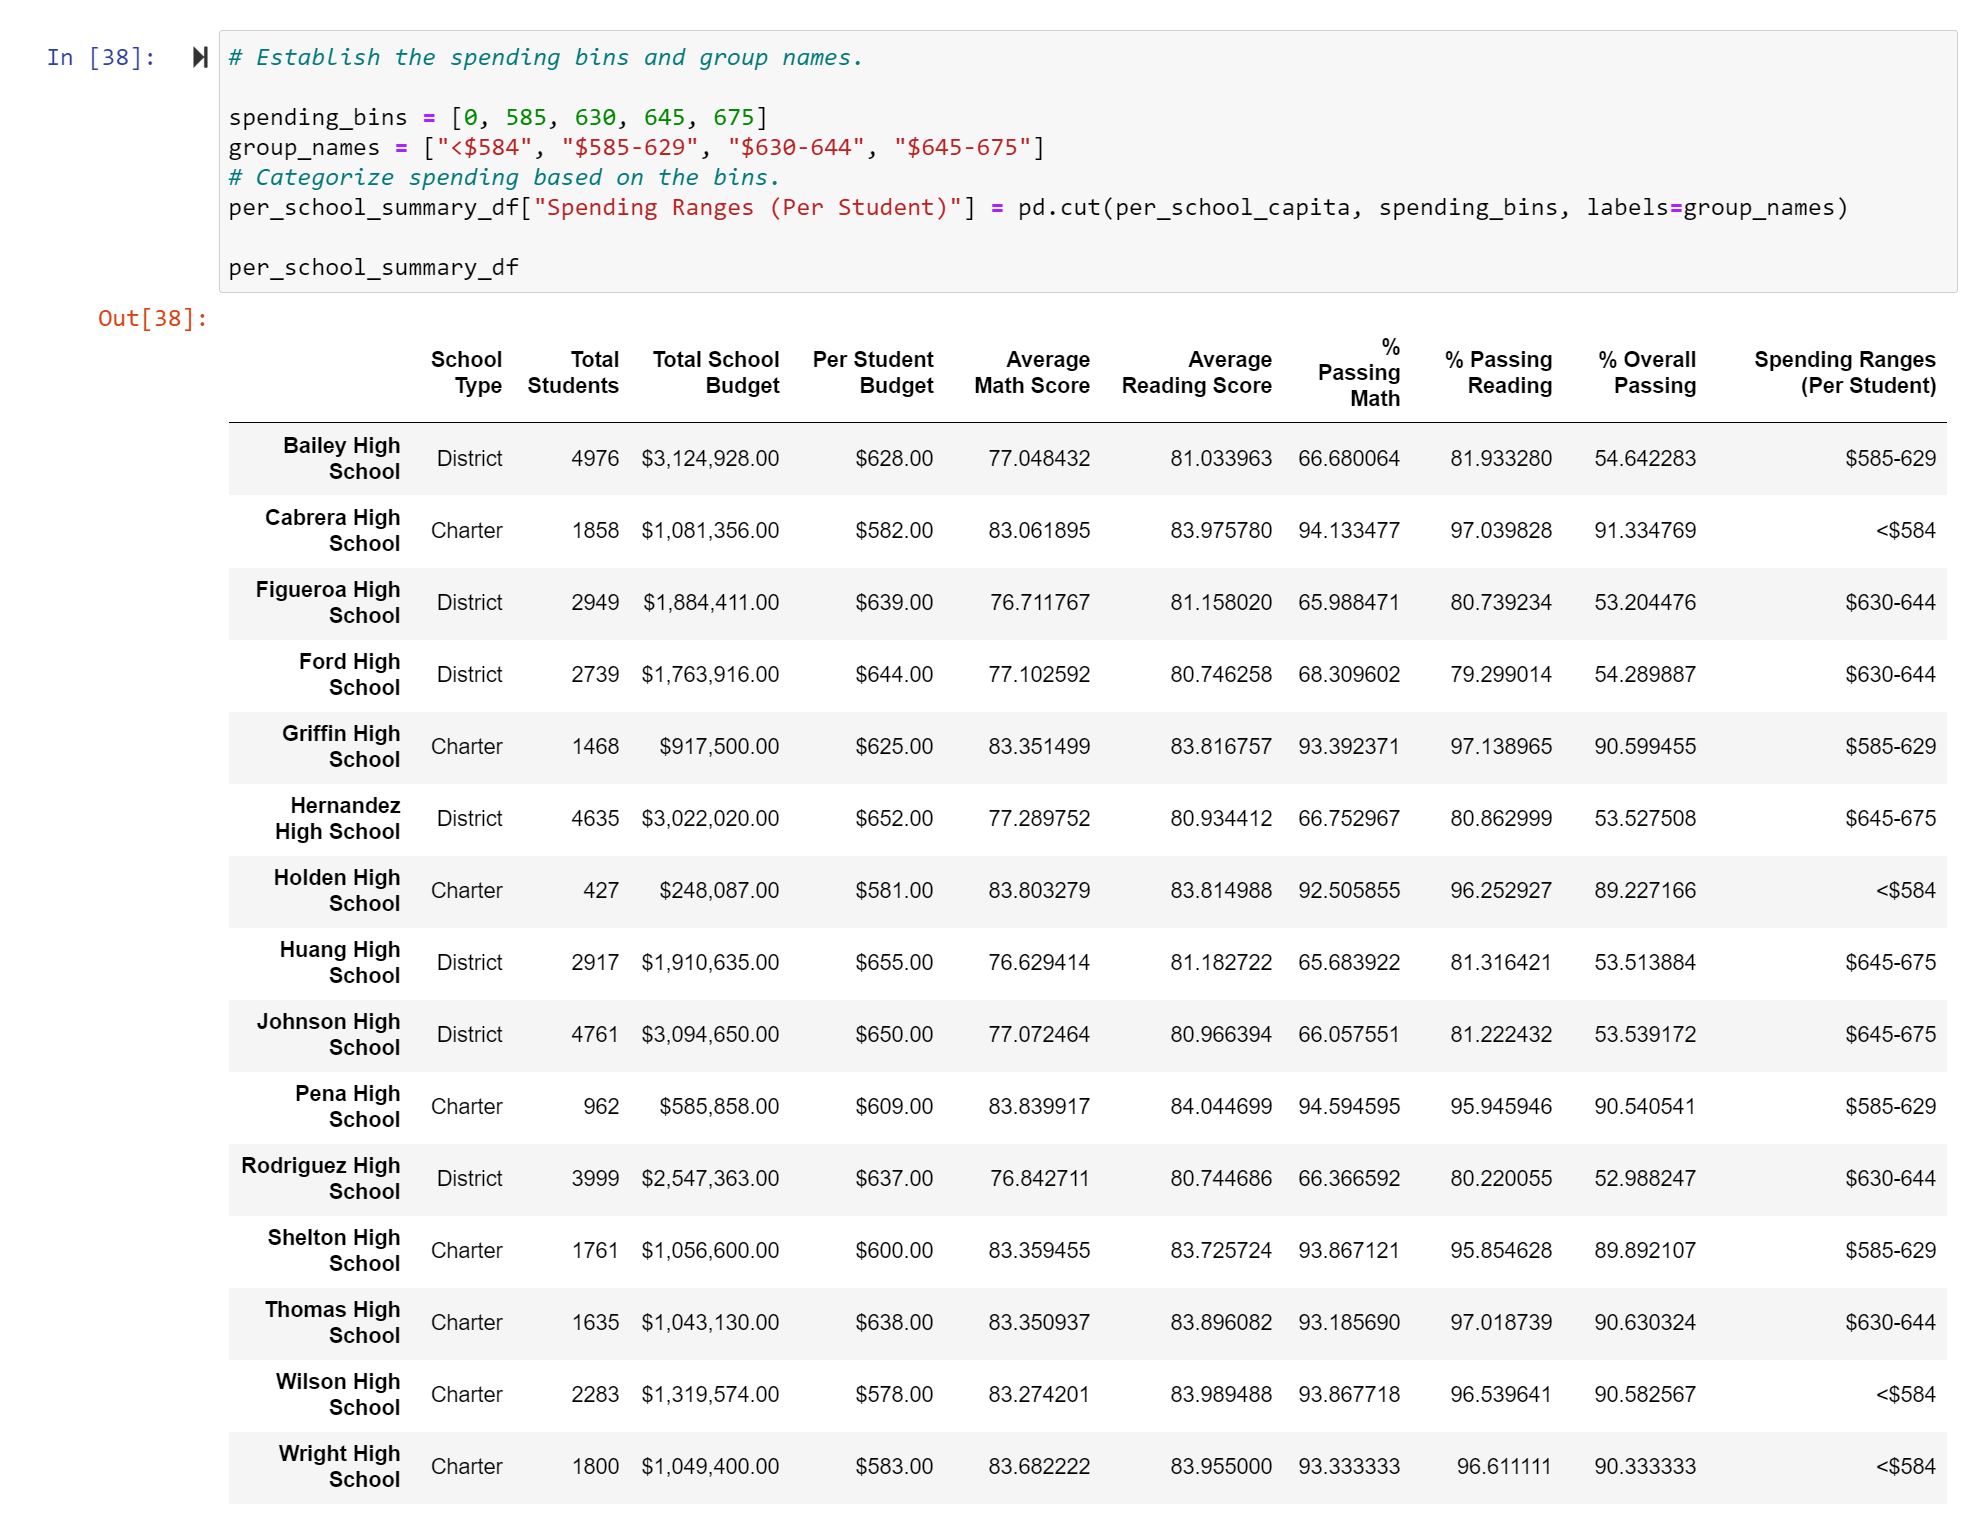 In [38]:
# Establish the spending bins and group names.
spending_bins = [0, 585, 630, 645, 675]
group_names = ["<$584", "$585-629", "$630-644", "$645-675"]
# Categorize spending based on the bins.
per_school_summary_df["Spending Ranges (Per Student)"] = pd.cut(per_school_capita, spending_bins, labels=group_names)
per_school_summary_df
Out[38]:
School Type Total Students Total School Budget Per Student Budget Average Math Score Average Reading Score % Passing Math % Passing Reading % Overall Passing Spending Ranges (Per Student)
Bailey High School District 4976 $3,124,928.00 $628.00 77.048432 81.033963 66.680064 81.933280 54.642283 $585-629
Cabrera High School Charter 1858 $1,081,356.00 $582.00 83.061895 83.975780 94.133477 97.039828 91.334769 <$584
Figueroa High School District 2949 $1,884,411.00 $639.00 76.711767 81.158020 65.988471 80.739234 53.204476 $630-644
Ford High School District 2739 $1,763,916.00 $644.00 77.102592 80.746258 68.309602 79.299014 54.289887 $630-644
Griffin High School Charter 1468 $917,500.00 $625.00 83.351499 83.816757 93.392371 97.138965 90.599455 $585-629
Hernandez High School District 4635 $3,022,020.00 $652.00 77.289752 80.934412 66.752967 80.862999 53.527508 $645-675
Holden High School Charter 427 $248,087.00 $581.00 83.803279 83.814988 92.505855 96.252927 89.227166 <$584
Huang High School District 2917 $1,910,635.00 $655.00 76.629414 81.182722 65.683922 81.316421 53.513884 $645-675
Johnson High School District 4761 $3,094,650.00 $650.00 77.072464 80.966394 66.057551 81.222432 53.539172 $645-675
Pena High School Charter 962 $585,858.00 $609.00 83.839917 84.044699 94.594595 95.945946 90.540541 $585-629
Rodriguez High School District 3999 $2,547,363.00 $637.00 76.842711 80.744686 66.366592 80.220055 52.988247 $630-644
Shelton High School Charter 1761 $1,056,600.00 $600.00 83.359455 83.725724 93.867121 95.854628 89.892107 $585-629
Thomas High School Charter 1635 $1,043,130.00 $638.00 83.350937 83.896082 93.185690 97.018739 90.630324 $630-644
Wilson High School Charter 2283 $1,319,574.00 $578.00 83.274201 83.989488 93.867718 96.539641 90.582567 <$584
Wright High School Charter 1800 $1,049,400.00 $583.00 83.682222 83.955000 93.333333 96.611111 90.333333 <$584